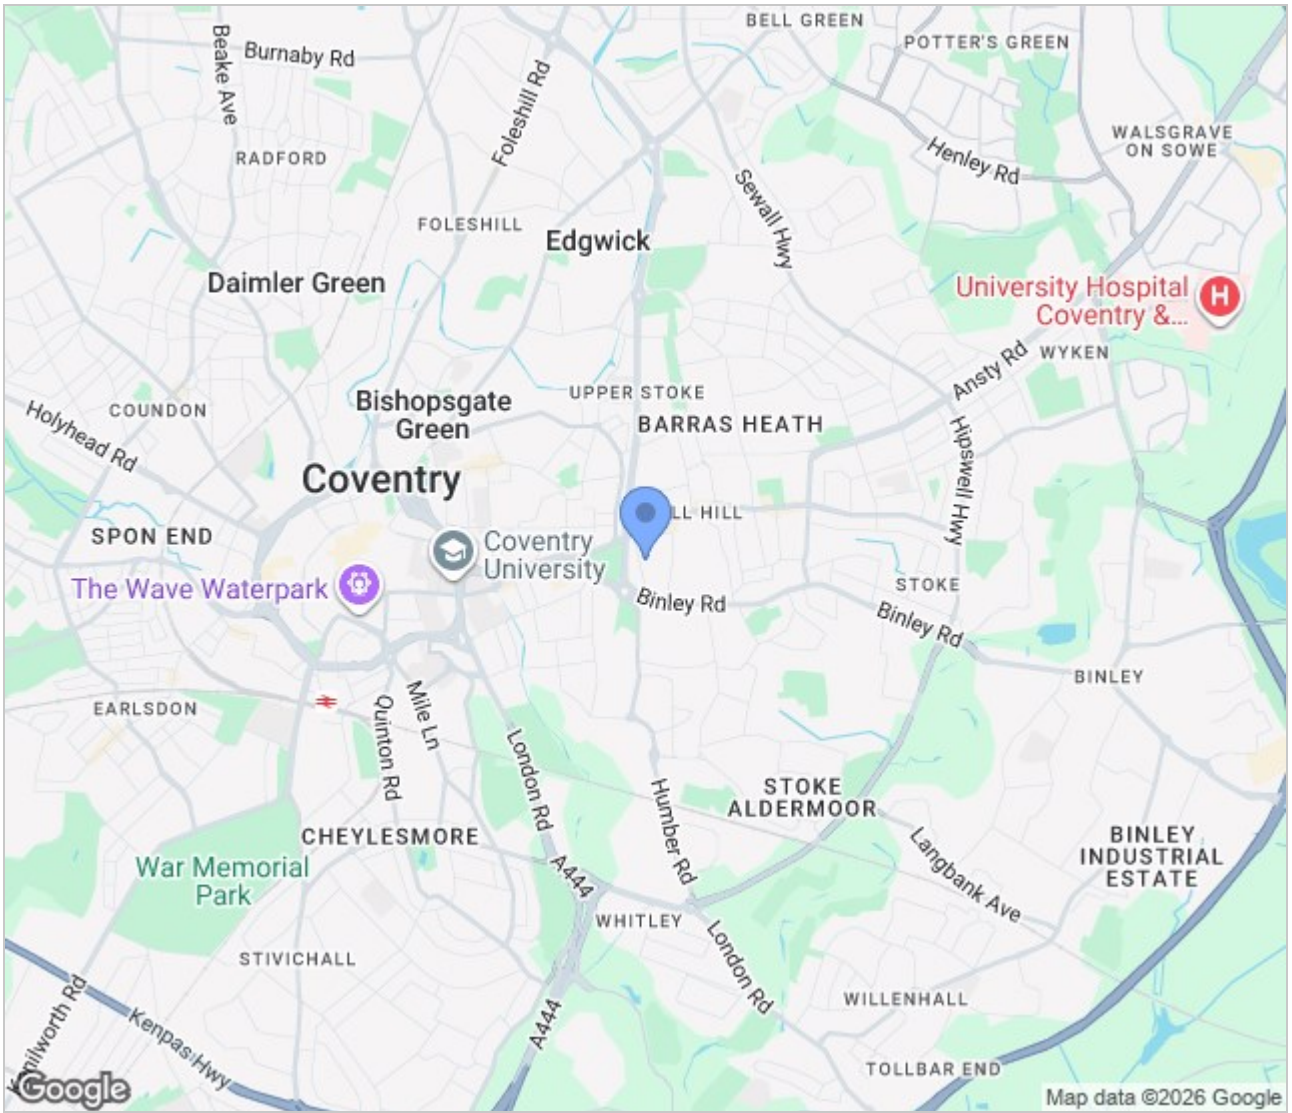 BELL GREEN
Beake Ave
Burnaby Rd
POTTER'S GREEN
Foleshill Rd
WALSGRAVE
ON SOWE
Henley Rd
RADFORD
Sewall Hwy
FOLESHILL
Edgwick
Daimler Green
University Hospital
Coventry &...
H
WYKEN
Ansty Rd
UPPER STOKE
Bishopsgate
Green
COUNDON
Holyhead Rd
BARRAS HEATH
Hipswell Hwy
Coventry
LL HILL
SPON END
Coventry
University
The Wave Waterpark
STOKE
Binley Rd
Binley Rd
BINLEY
EARLSDON
Mile Ln
Quinton Rd
London Rd
STOKE
ALDERMOOR
Humber Rd
CHEYLESMORE
BINLEY
INDUSTRIAL
ESTATE
Langbank Ave
War Memorial
Park
A444
WHITLEY
London Rd
STIVICHALL
WILLENHALL
Kenilworth Rd
Kenpas Hwy
A444
TOLLBAR END
Google
Map data ©2026 Google